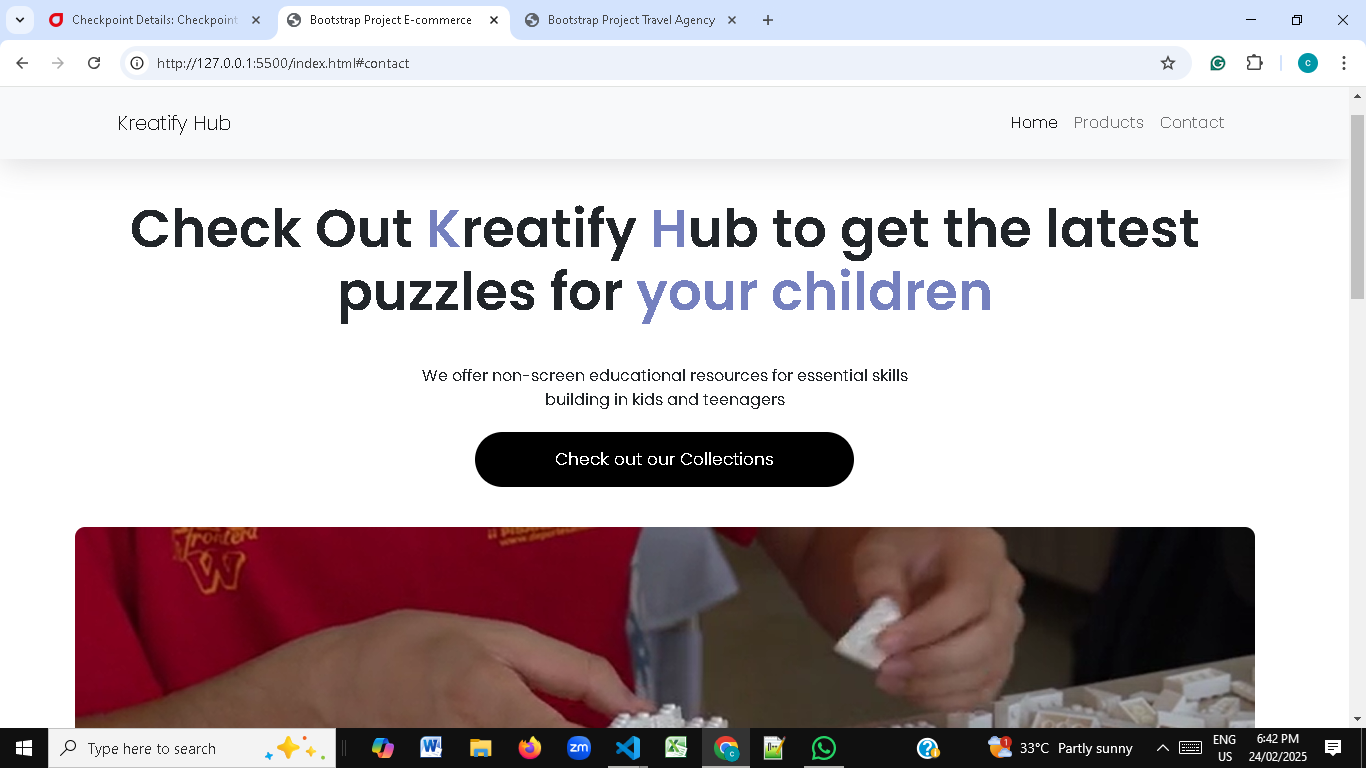 Checkpoint Details: Checkpoint
Bootstrap Project E-commerce
Bootstrap Project Travel Agency
http://127.0.0.1:5500/index.html#contact
c
Kreatify Hub
Home
Products
Contact
Check Out Kreatify Hub to get the latest
puzzles for your children
We offer non-screen educational resources for essential skills
building in kids and teenagers
Check out our Collections
frontera
W
Type here to search
zm
1
33°C Partly sunny
ENG
US
6:42 PM
24/02/2025